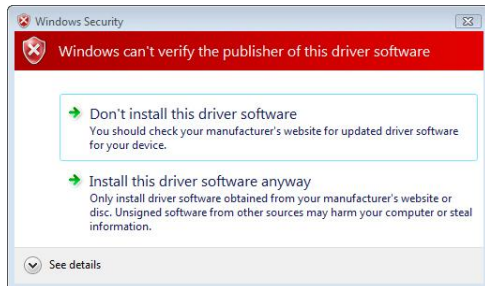 Windows Security
Windows can't verify the publisher of this driver software
Don't install this driver software
You should check your manufacturer's website for updated driver software
for your device.
Install this driver software anyway
Only install driver software obtained from your manufacturer's website or
disc. Unsigned software from other sources may harm your computer or steal
information.
See details